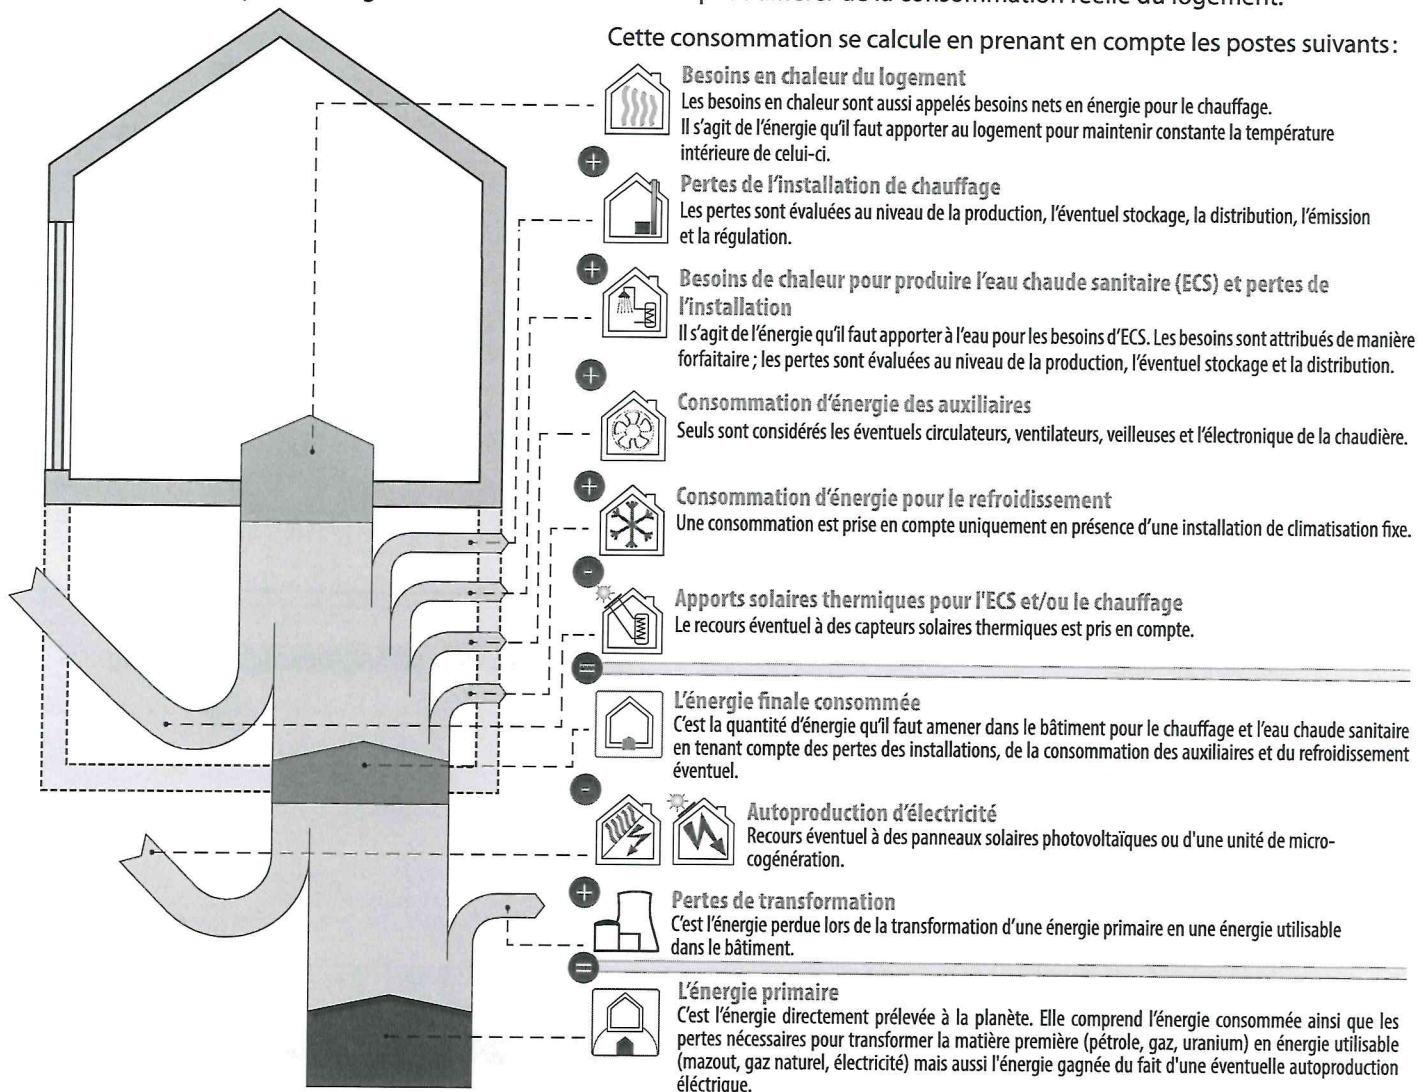 de la consommation réelle du logement.
Cette consommation se calcule en prenant en compte les postes suivants :
Besoins en chaleur du logement
Les besoins en chaleur sont aussi appelés besoins nets en énergie pour le chauffage.
Il s'agit de l'énergie qu'il faut apporter au logement pour maintenir constante la température
intérieure de celui-ci.
+
Pertes de l'installation de chauffage
Les pertes sont évaluées au niveau de la production, l'éventuel stockage, la distribution, l'émission
et la régulation.
+
Besoins de chaleur pour produire l'eau chaude sanitaire (ECS) et pertes de
l'installation
Il s'agit de l'énergie qu'il faut apporter à l'eau pour les besoins d'ECS. Les besoins sont attribués de manière
forfaitaire ; les pertes sont évaluées au niveau de la production, l'éventuel stockage et la distribution.
+
Consommation d'énergie des auxiliaires
Seuls sont considérés les éventuels circulateurs, ventilateurs, veilleuses et l'électronique de la chaudière.
+
Consommation d'énergie pour le refroidissement
Une consommation est prise en compte uniquement en présence d'une installation de climatisation fixe.
-
Apports solaires thermiques pour l'ECS et/ou le chauffage
Le recours éventuel à des capteurs solaires thermiques est pris en compte.
=
L'énergie finale consommée
C'est la quantité d'énergie qu'il faut amener dans le bâtiment pour le chauffage et l'eau chaude sanitaire
en tenant compte des pertes des installations, de la consommation des auxiliaires et du refroidissement
éventuel.
-
Autoproduction d'électricité
Recours éventuel à des panneaux solaires photovoltaïques ou d'une unité de micro-
cogénération.
+
Pertes de transformation
C'est l'énergie perdue lors de la transformation d'une énergie primaire en une énergie utilisable
dans le bâtiment.
=
L'énergie primaire
C'est l'énergie directement prélevée à la planète. Elle comprend l'énergie consommée ainsi que les
pertes nécessaires pour transformer la matière première (pétrole, gaz, uranium) en énergie utilisable
(mazout, gaz naturel, électricité) mais aussi l'énergie gagnée du fait d'une éventuelle autoproduction
éléctrique.